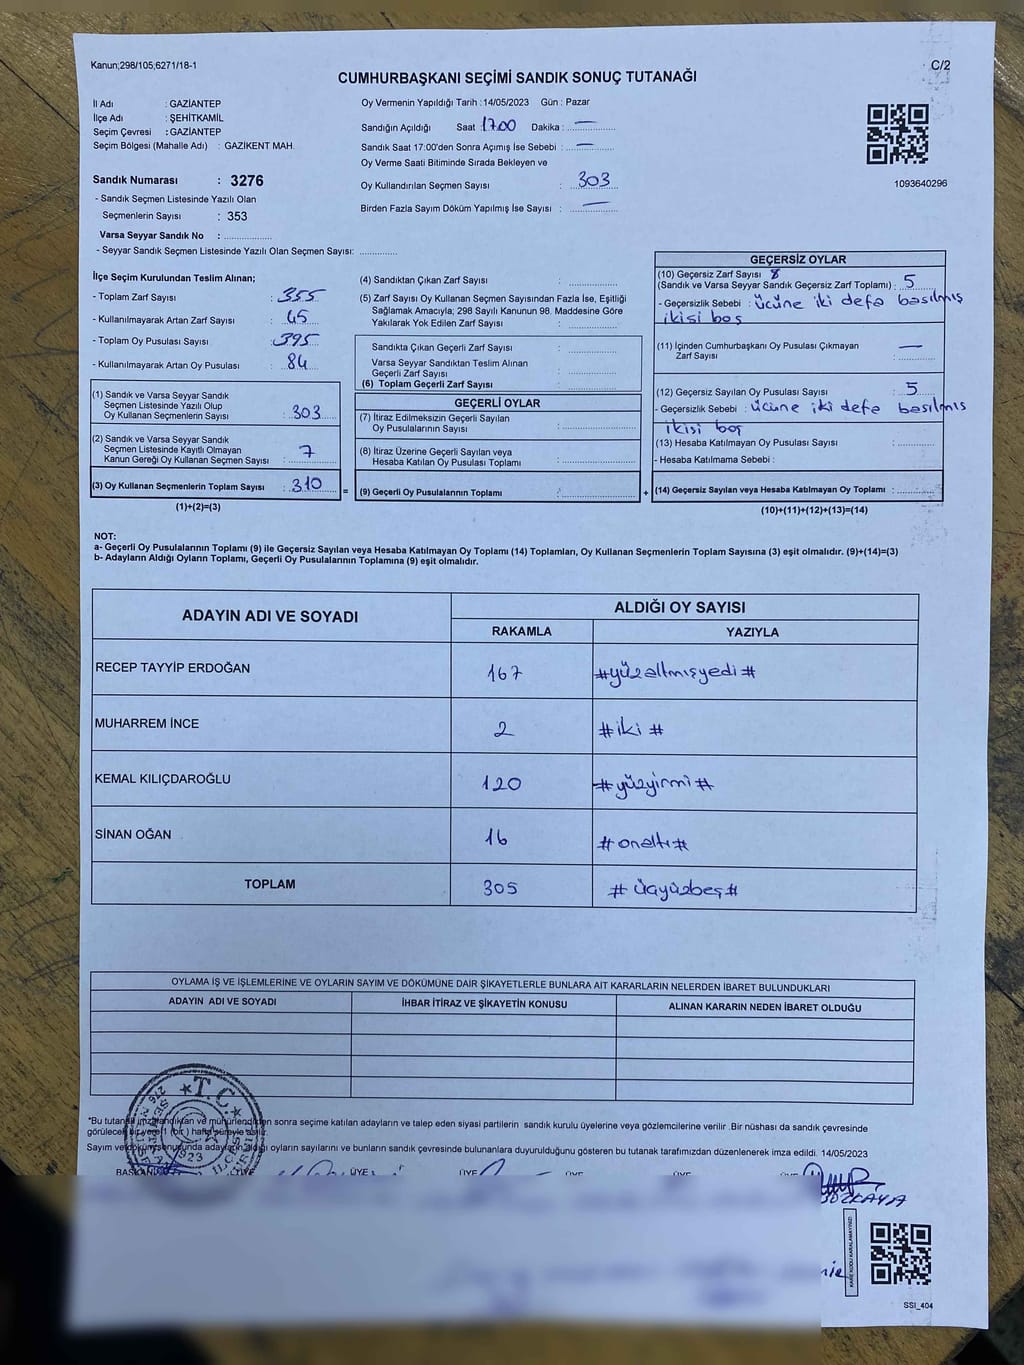 Kanun;298/105;6271/18-1
C/2
CUMHURBAŞKANI SEÇİMİ SANDIK SONUÇ TUTANAĞI
İl Adı : GAZİANTEP
İlçe Adı : ŞEHİTKAMİL
Seçim Çevresi : GAZİANTEP
Seçim Bölgesi (Mahalle Adı) : GAZİKENT MAH.
Oy Vermenin Yapıldığı Tarih :14/05/2023 Gün : Pazar
Sandığın Açıldığı Saat : 17.00 Dakika : —
Sandık Saat 17:00'den Sonra Açımış İse Sebebi : —
Oy Verme Saati Bitiminde Sırada Bekleyen ve
Oy Kullandırılan Seçmen Sayısı : 303
Birden Fazla Sayım Döküm Yapılmış İse Sayısı : —
1093640296
Sandık Numarası : 3276
- Sandık Seçmen Listesinde Yazılı Olan
Seçmenlerin Sayısı : 353
Varsa Seyyar Sandık No : ..............
- Seyyar Sandık Seçmen Listesinde Yazılı Olan Seçmen Sayısı: ............
İlçe Seçim Kurulundan Teslim Alınan;
- Toplam Zarf Sayısı : 355
- Kullanılmayarak Artan Zarf Sayısı : 45
- Toplam Oy Pusulası Sayısı : 395
- Kullanılmayarak Artan Oy Pusulası : 84
(1) Sandık ve Varsa Seyyar Sandık
Seçmen Listesinde Yazılı Olup
Oy Kullanan Seçmenlerin Sayısı : 303
(2) Sandık ve Varsa Seyyar Sandık
Seçmen Listesinde Kayıtlı Olmayan
Kanun Gereği Oy Kullanan Seçmen Sayısı : 7
(3) Oy Kullanan Seçmenlerin Toplam Sayısı : 310
(1)+(2)=(3)
=
(4) Sandıktan Çıkan Zarf Sayısı :
(5) Zarf Sayısı Oy Kullanan Seçmen Sayısından Fazla İse, Eşitliği
Sağlamak Amacıyla; 298 Sayılı Kanunun 98. Maddesine Göre
Yakılarak Yok Edilen Zarf Sayısı :
Sandıkta Çıkan Geçerli Zarf Sayısı :
Varsa Seyyar Sandıktan Teslim Alınan
Geçerli Zarf Sayısı :
(6) Toplam Geçerli Zarf Sayısı :
GEÇERLİ OYLAR
(7) İtiraz Edilmeksizin Geçerli Sayılan
Oy Pusulalarının Sayısı :
(8) İtiraz Üzerine Geçerli Sayılan veya
Hesaba Katılan Oy Pusulası Toplamı :
(9) Geçerli Oy Pusulalarının Toplamı :
+
GEÇERSİZ OYLAR
(10) Geçersiz Zarf Sayısı
(Sandık ve Varsa Seyyar Sandık Geçersiz Zarf Toplamı) : 5
- Geçersizlik Sebebi : üçüne iki defa basılmış
ikisi boş
(11) İçinden Cumhurbaşkanı Oy Pusulası Çıkmayan
Zarf Sayısı : —
(12) Geçersiz Sayılan Oy Pusulası Sayısı : 5
- Geçersizlik Sebebi : üçüne iki defa basılmış
ikisi boş
(13) Hesaba Katılmayan Oy Pusulası Sayısı :
- Hesaba Katılmama Sebebi :
(14) Geçersiz Sayılan veya Hesaba Katılmayan Oy Toplamı :
(10)+(11)+(12)+(13)=(14)
NOT:
a- Geçerli Oy Pusulalarının Toplamı (9) ile Geçersiz Sayılan veya Hesaba Katılmayan Oy Toplamı (14) Toplamları, Oy Kullanan Seçmenlerin Toplam Sayısına (3) eşit olmalıdır. (9)+(14)=(3)
b- Adayların Aldığı Oyların Toplamı, Geçerli Oy Pusulalarının Toplamına (9) eşit olmalıdır.
ADAYIN ADI VE SOYADI ALDIĞI OY SAYISI
RAKAMLA YAZIYLA
RECEP TAYYİP ERDOĞAN 167 #yüzaltmışyedi#
MUHARREM İNCE 2 #iki#
KEMAL KILIÇDAROĞLU 120 #yüzyirmi#
SİNAN OĞAN 16 #onaltı#
TOPLAM 305 #üçyüzbeş#
OYLAMA İŞ VE İŞLEMLERİNE VE OYLARIN SAYIM VE DÖKÜMÜNE DAİR ŞİKAYETLERLE BUNLARA AİT KARARLARIN NELERDEN İBARET BULUNDUKLARI
ADAYIN ADI VE SOYADI İHBAR İTİRAZ VE ŞİKAYETİN KONUSU ALINAN KARARIN NEDEN İBARET OLDUĞU
T.C
*Bu tutanak imzalandıktan ve mühürlendikten sonra seçime katılan adayların ve talep eden siyasi partilerin sandık kurulu üyelerine veya gözlemcilerine verilir .Bir nüshası da sandık çevresinde
görülecek bir yere 1 ( bir ) hafta süreyle asılır.
Sayım ve döküm sonucunda adayların aldığı oyların sayılarını ve bunların sandık çevresinde bulunanlara duyurulduğunu gösteren bu tutanak tarafımızdan düzenlenerek imza edildi. 14/05/2023
BAŞKAN ÜYE ÜYE ÜYE ÜYE ÜYE
BOZKAYA
KARE KODU KARALAMAYINIZ!
SSI_404